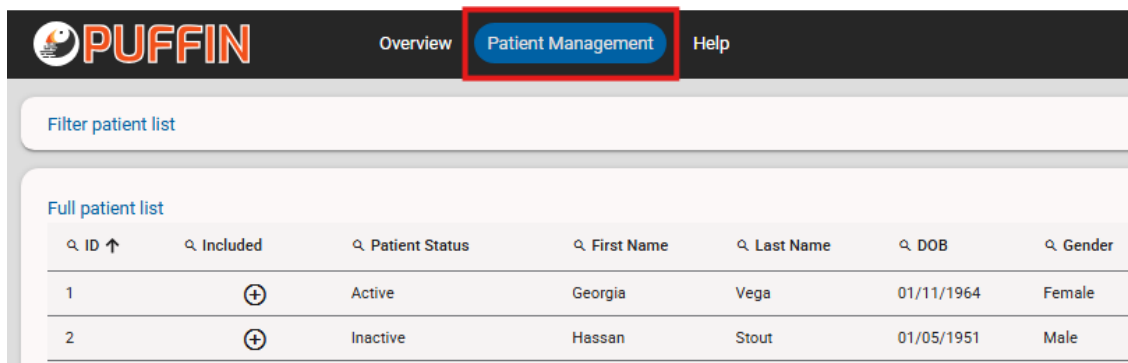 PUFFIN Overview Patient Management Help
Filter patient list
Full patient list
ID Included Patient Status First Name Last Name DOB Gender
1 Active Georgia Vega 01/11/1964 Female
2 Inactive Hassan Stout 01/05/1951 Male